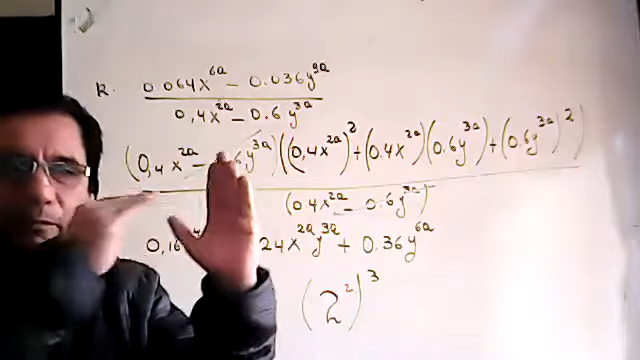 R. 0.064x^6a – 0.036y^9a
0,4x^2a – 0.6y^3a
(0,4x^2a – 6y^3a)((0,4x^2a)^2+(0.4x^2a)(0.6y^3a)+(0.6y^3a)^2)
(0.4x^2a – 0.6y^3a)
0,16 24x^2a y^3a + 0.36y^6a
(2^2)^3